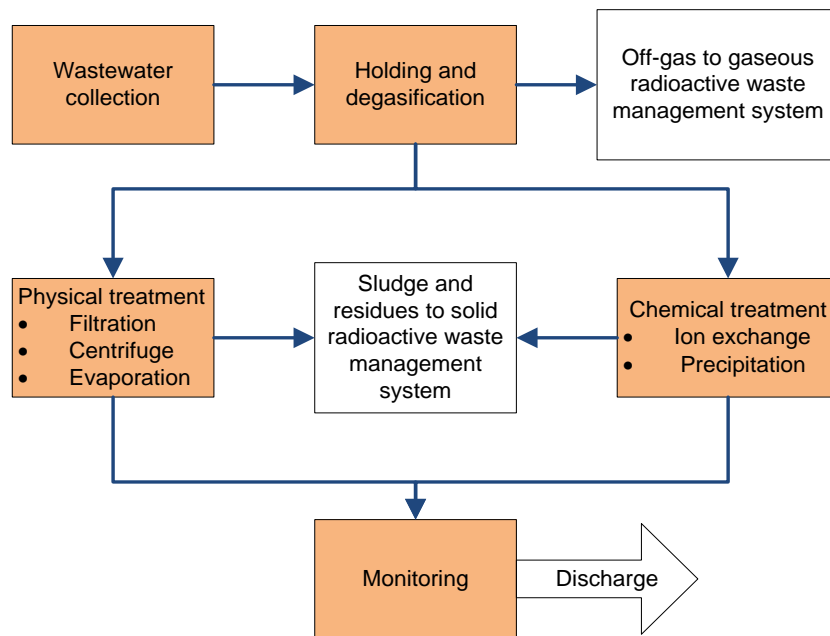 Wastewater
collection
Holding and
degasification
Off-gas to gaseous
radioactive waste
management system
Physical treatment
• Filtration
• Centrifuge
• Evaporation
Sludge and
residues to solid
radioactive waste
management
system
Chemical treatment
• Ion exchange
• Precipitation
Monitoring
Discharge